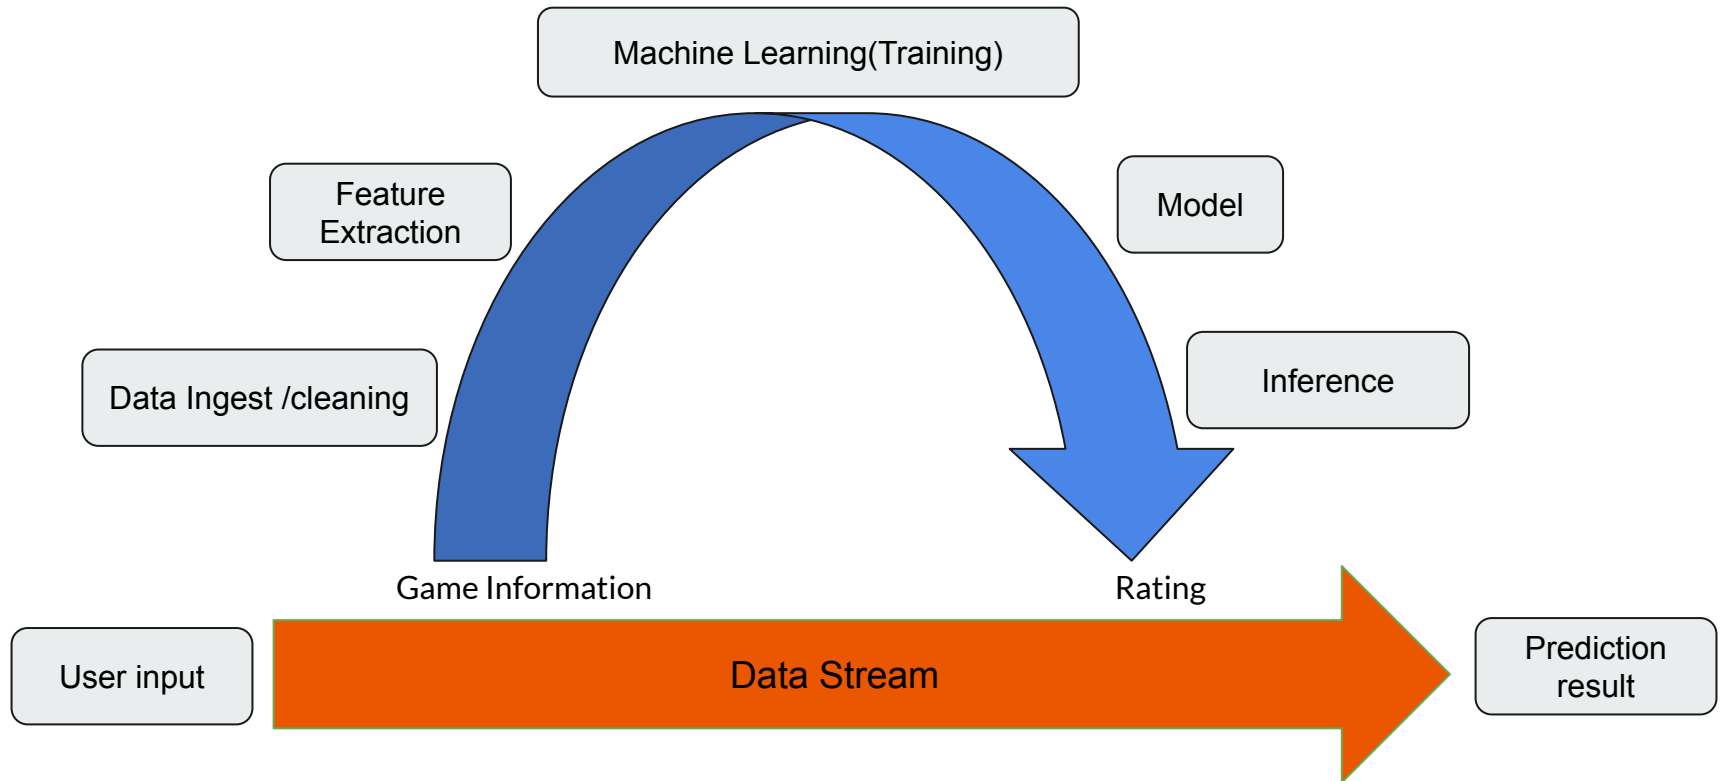 Machine Learning(Training)
Feature
Extraction
Model
Data Ingest /cleaning
Inference
Game Information
Rating
User input
Data Stream
Prediction
result